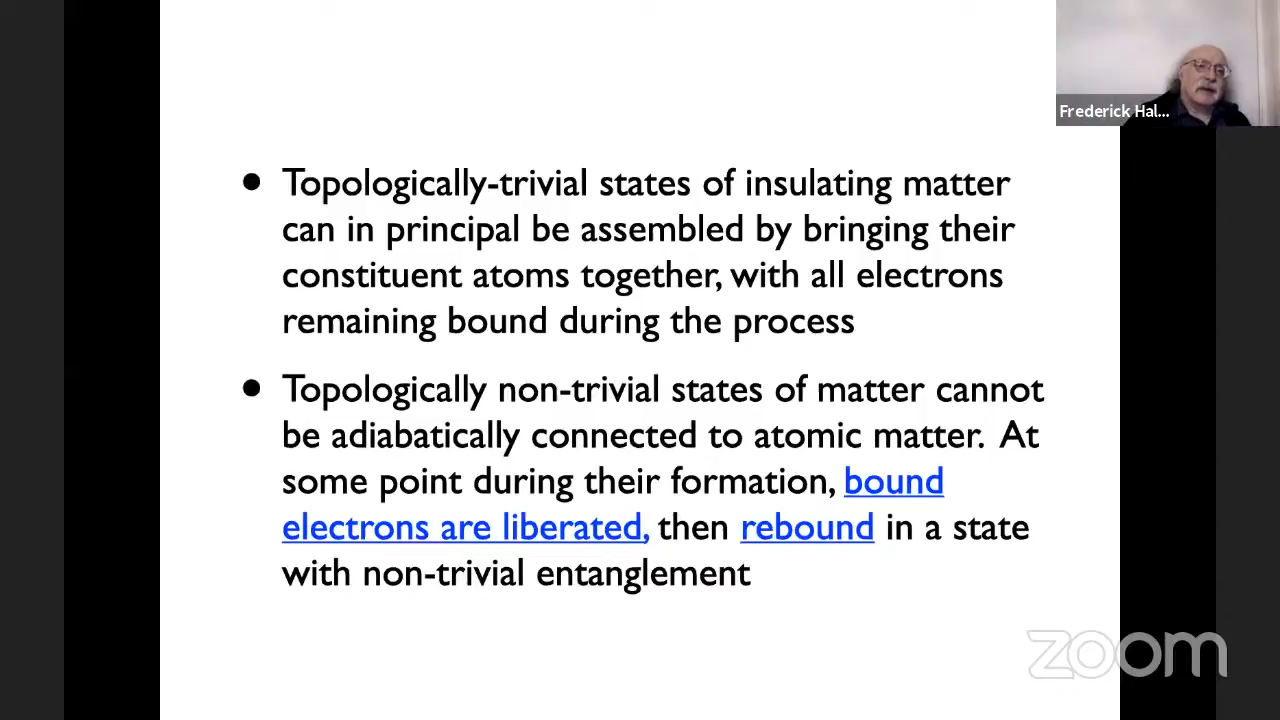 Frederick Hal...
• Topologically-trivial states of insulating matter
can in principal be assembled by bringing their
constituent atoms together, with all electrons
remaining bound during the process
• Topologically non-trivial states of matter cannot
be adiabatically connected to atomic matter. At
some point during their formation, bound
electrons are liberated, then rebound in a state
with non-trivial entanglement
zoom